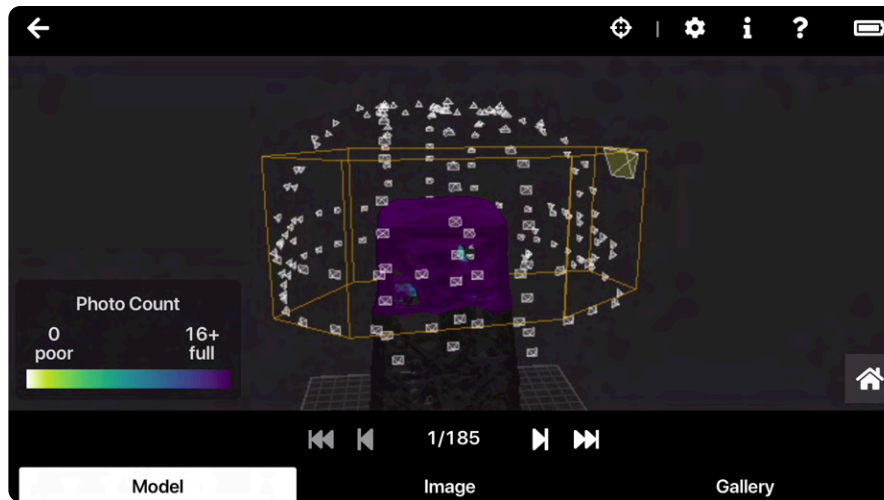 Photo Count
0 16+
poor full
1/185
Model Image Gallery